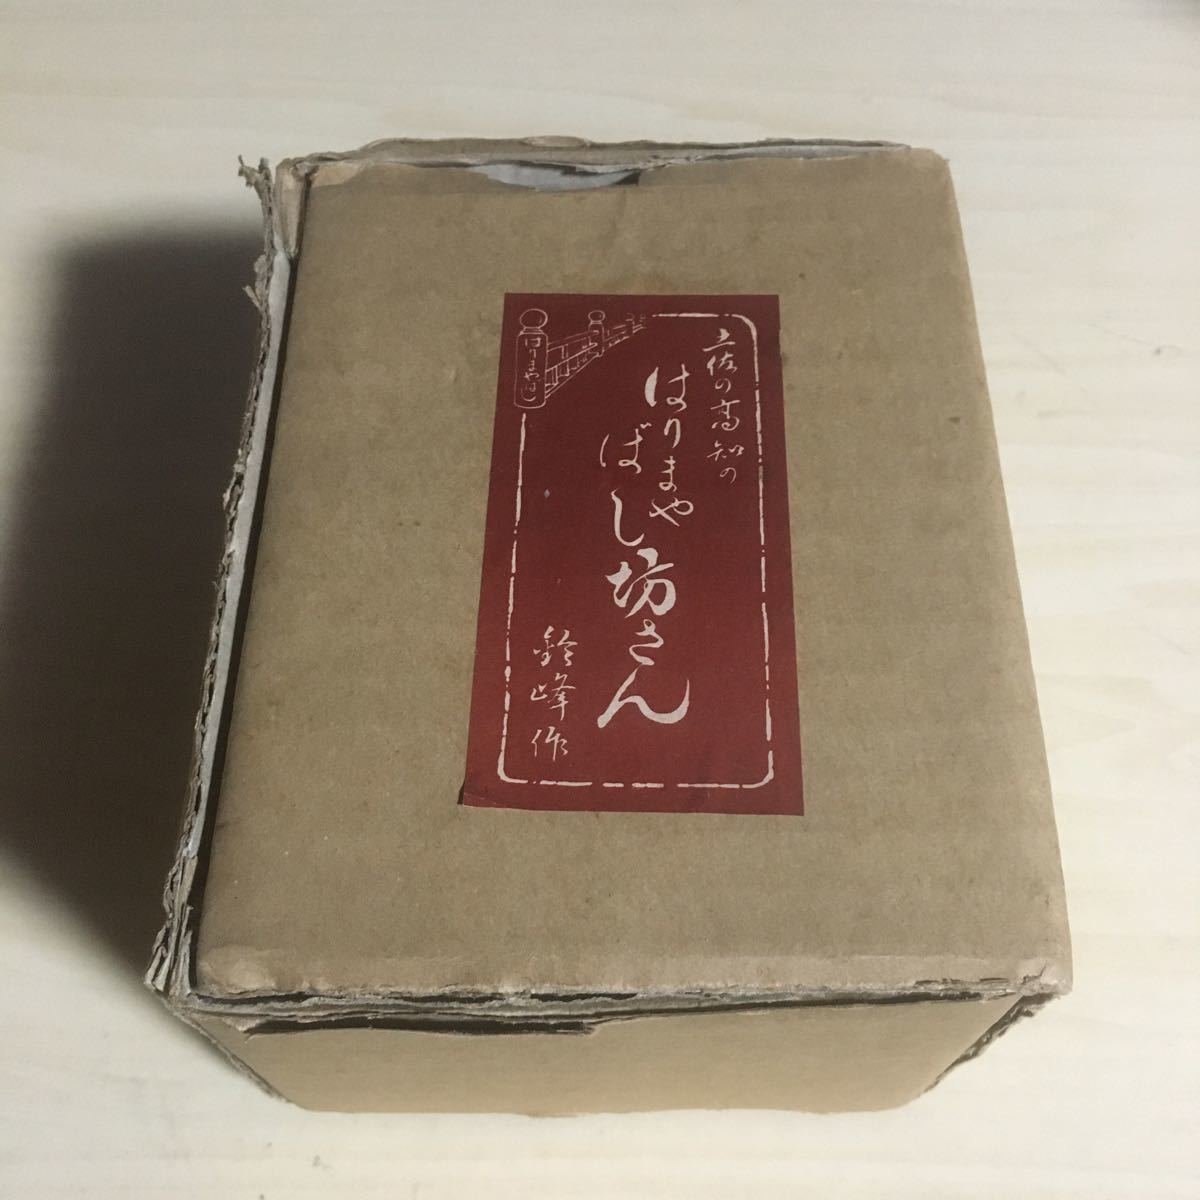 土佐の高知の
はりまや
ばし坊さん
鈴峰作
はりまやばし